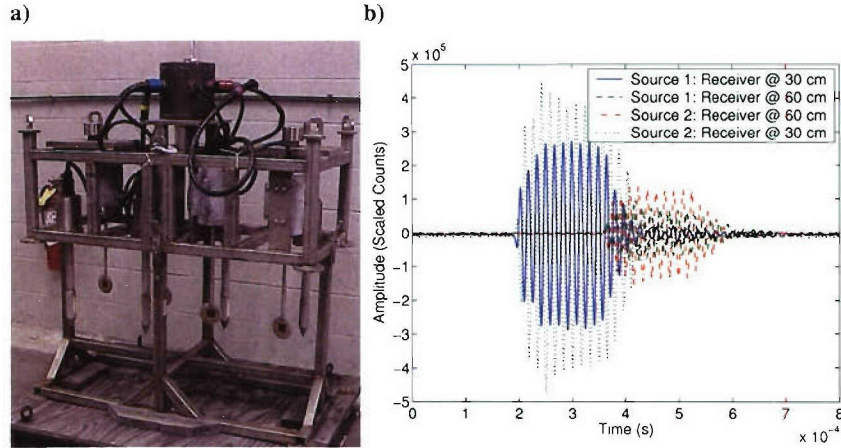 a)
b)
× 10⁵
5
4
3
2
1
0
−1
−2
−3
−4
−5
Amplitude (Scaled Counts)
Source 1: Receiver @ 30 cm
Source 1: Receiver @ 60 cm
Source 2: Receiver @ 60 cm
Source 2: Receiver @ 30 cm
0 1 2 3 4 5 6 7 8
Time (s)
× 10⁻⁴